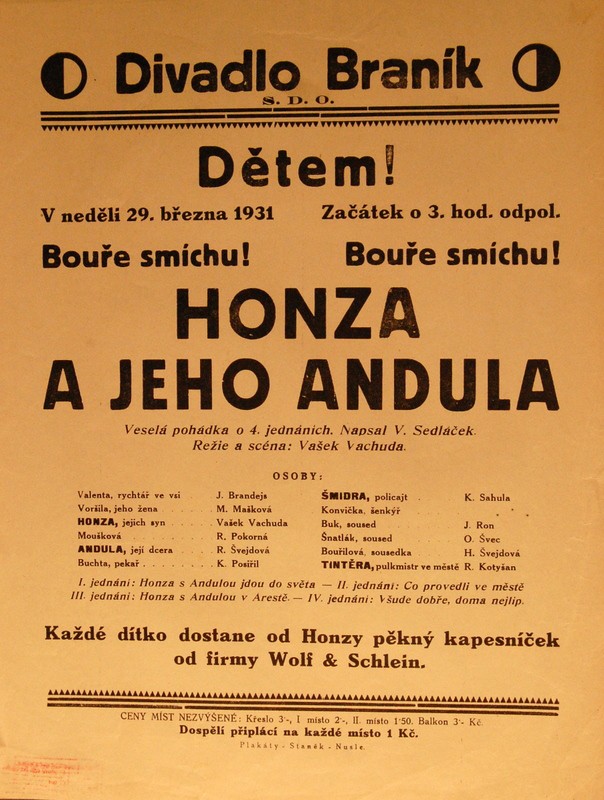 Divadlo Braník
S. D. O.
Dětem!
V neděli 29. března 1931 Začátek o 3. hod. odpol.
Bouře smíchu! Bouře smíchu!
HONZA
A JEHO ANDULA
Veselá pohádka o 4. jednáních. Napsal V. Sedláček.
Režie a scéna: Vašek Vachuda.
OSOBY:
Valenta, rychtář ve vsi . J. Brandejs
Voršila, jeho žena . . . . M. Mašková
HONZA, jejich syn . . . . Vašek Vachuda
Moušková . . . . R. Pokorná
ANDULA, její dcera . . . . R. Švejdová
Buchta, pekař . . . . . . . . K. Posiřil
ŠMIDRA, policajt . K. Sahula
Konvička, šenkýř . . .
Buk, soused . J. Ron
Šnatlák, soused O. Švec
Bouřilová, sousedka H. Švejdová
TINTĚRA, pulkmistr ve městě R. Kotyšan
I. jednání: Honza s Andulou jdou do světa — II. jednání: Co provedli ve městě
III. jednání: Honza s Andulou v Arestě. — IV. jednání: Všude dobře, doma nejlíp.
Každé dítko dostane od Honzy pěkný kapesníček
od firmy Wolf & Schlein.
CENY MÍST NEZVÝŠENÉ: Křeslo 3·-, I místo 2·-, II. místo 1·50. Balkon 3·- Kč.
Dospělí připlácí na každé místo 1 Kč.
Plakáty - Staněk - Nusle.